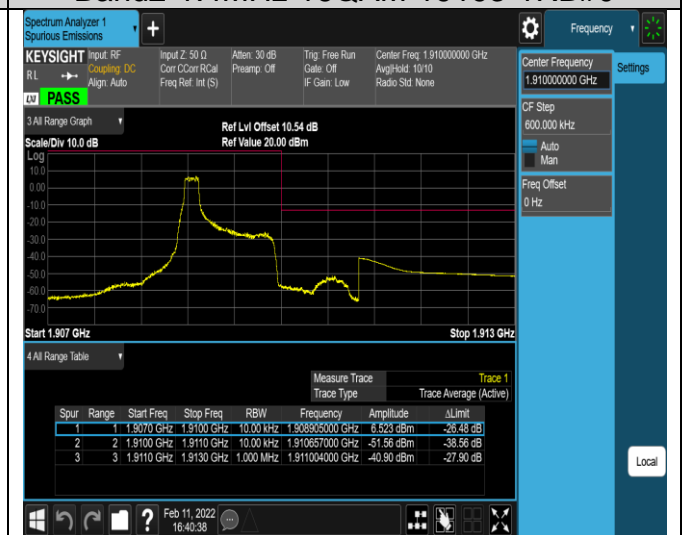 Spectrum Analyzer 1
Spurious Emissions
Frequency
KEYSIGHT
R L
Input: RF
Coupling: DC
Align: Auto
Input Z: 50 Ω
Corr CCorr RCal
Freq Ref: Int (S)
Atten: 30 dB
Preamp: Off
Trig: Free Run
Gate: Off
IF Gain: Low
Center Freq: 1.910000000 GHz
Avg|Hold: 10/10
Radio Std: None
LXI PASS
Center Frequency
1.91000000 GHz
Settings
CF Step
600.000 kHz
Auto
Man
Freq Offset
0 Hz
3 All Range Graph
Scale/Div 10.0 dB
Ref Lvl Offset 10.54 dB
Ref Value 20.00 dBm
Log
10.0
0.00
-10.0
-20.0
-30.0
-40.0
-50.0
-60.0
-70.0
Start 1.907 GHz
Stop 1.913 GHz
4 All Range Table
Measure Trace Trace 1
Trace Type Trace Average (Active)
Spur Range Start Freq Stop Freq RBW Frequency Amplitude ΔLimit
1 1 1.9070 GHz 1.9100 GHz 10.00 kHz 1.908905000 GHz 6.523 dBm -26.48 dB
2 2 1.9100 GHz 1.9110 GHz 10.00 kHz 1.910657000 GHz -51.56 dBm -38.56 dB
3 3 1.9110 GHz 1.9130 GHz 1.000 MHz 1.911004000 GHz -40.90 dBm -27.90 dB
Local
Feb 11, 2022
16:40:38